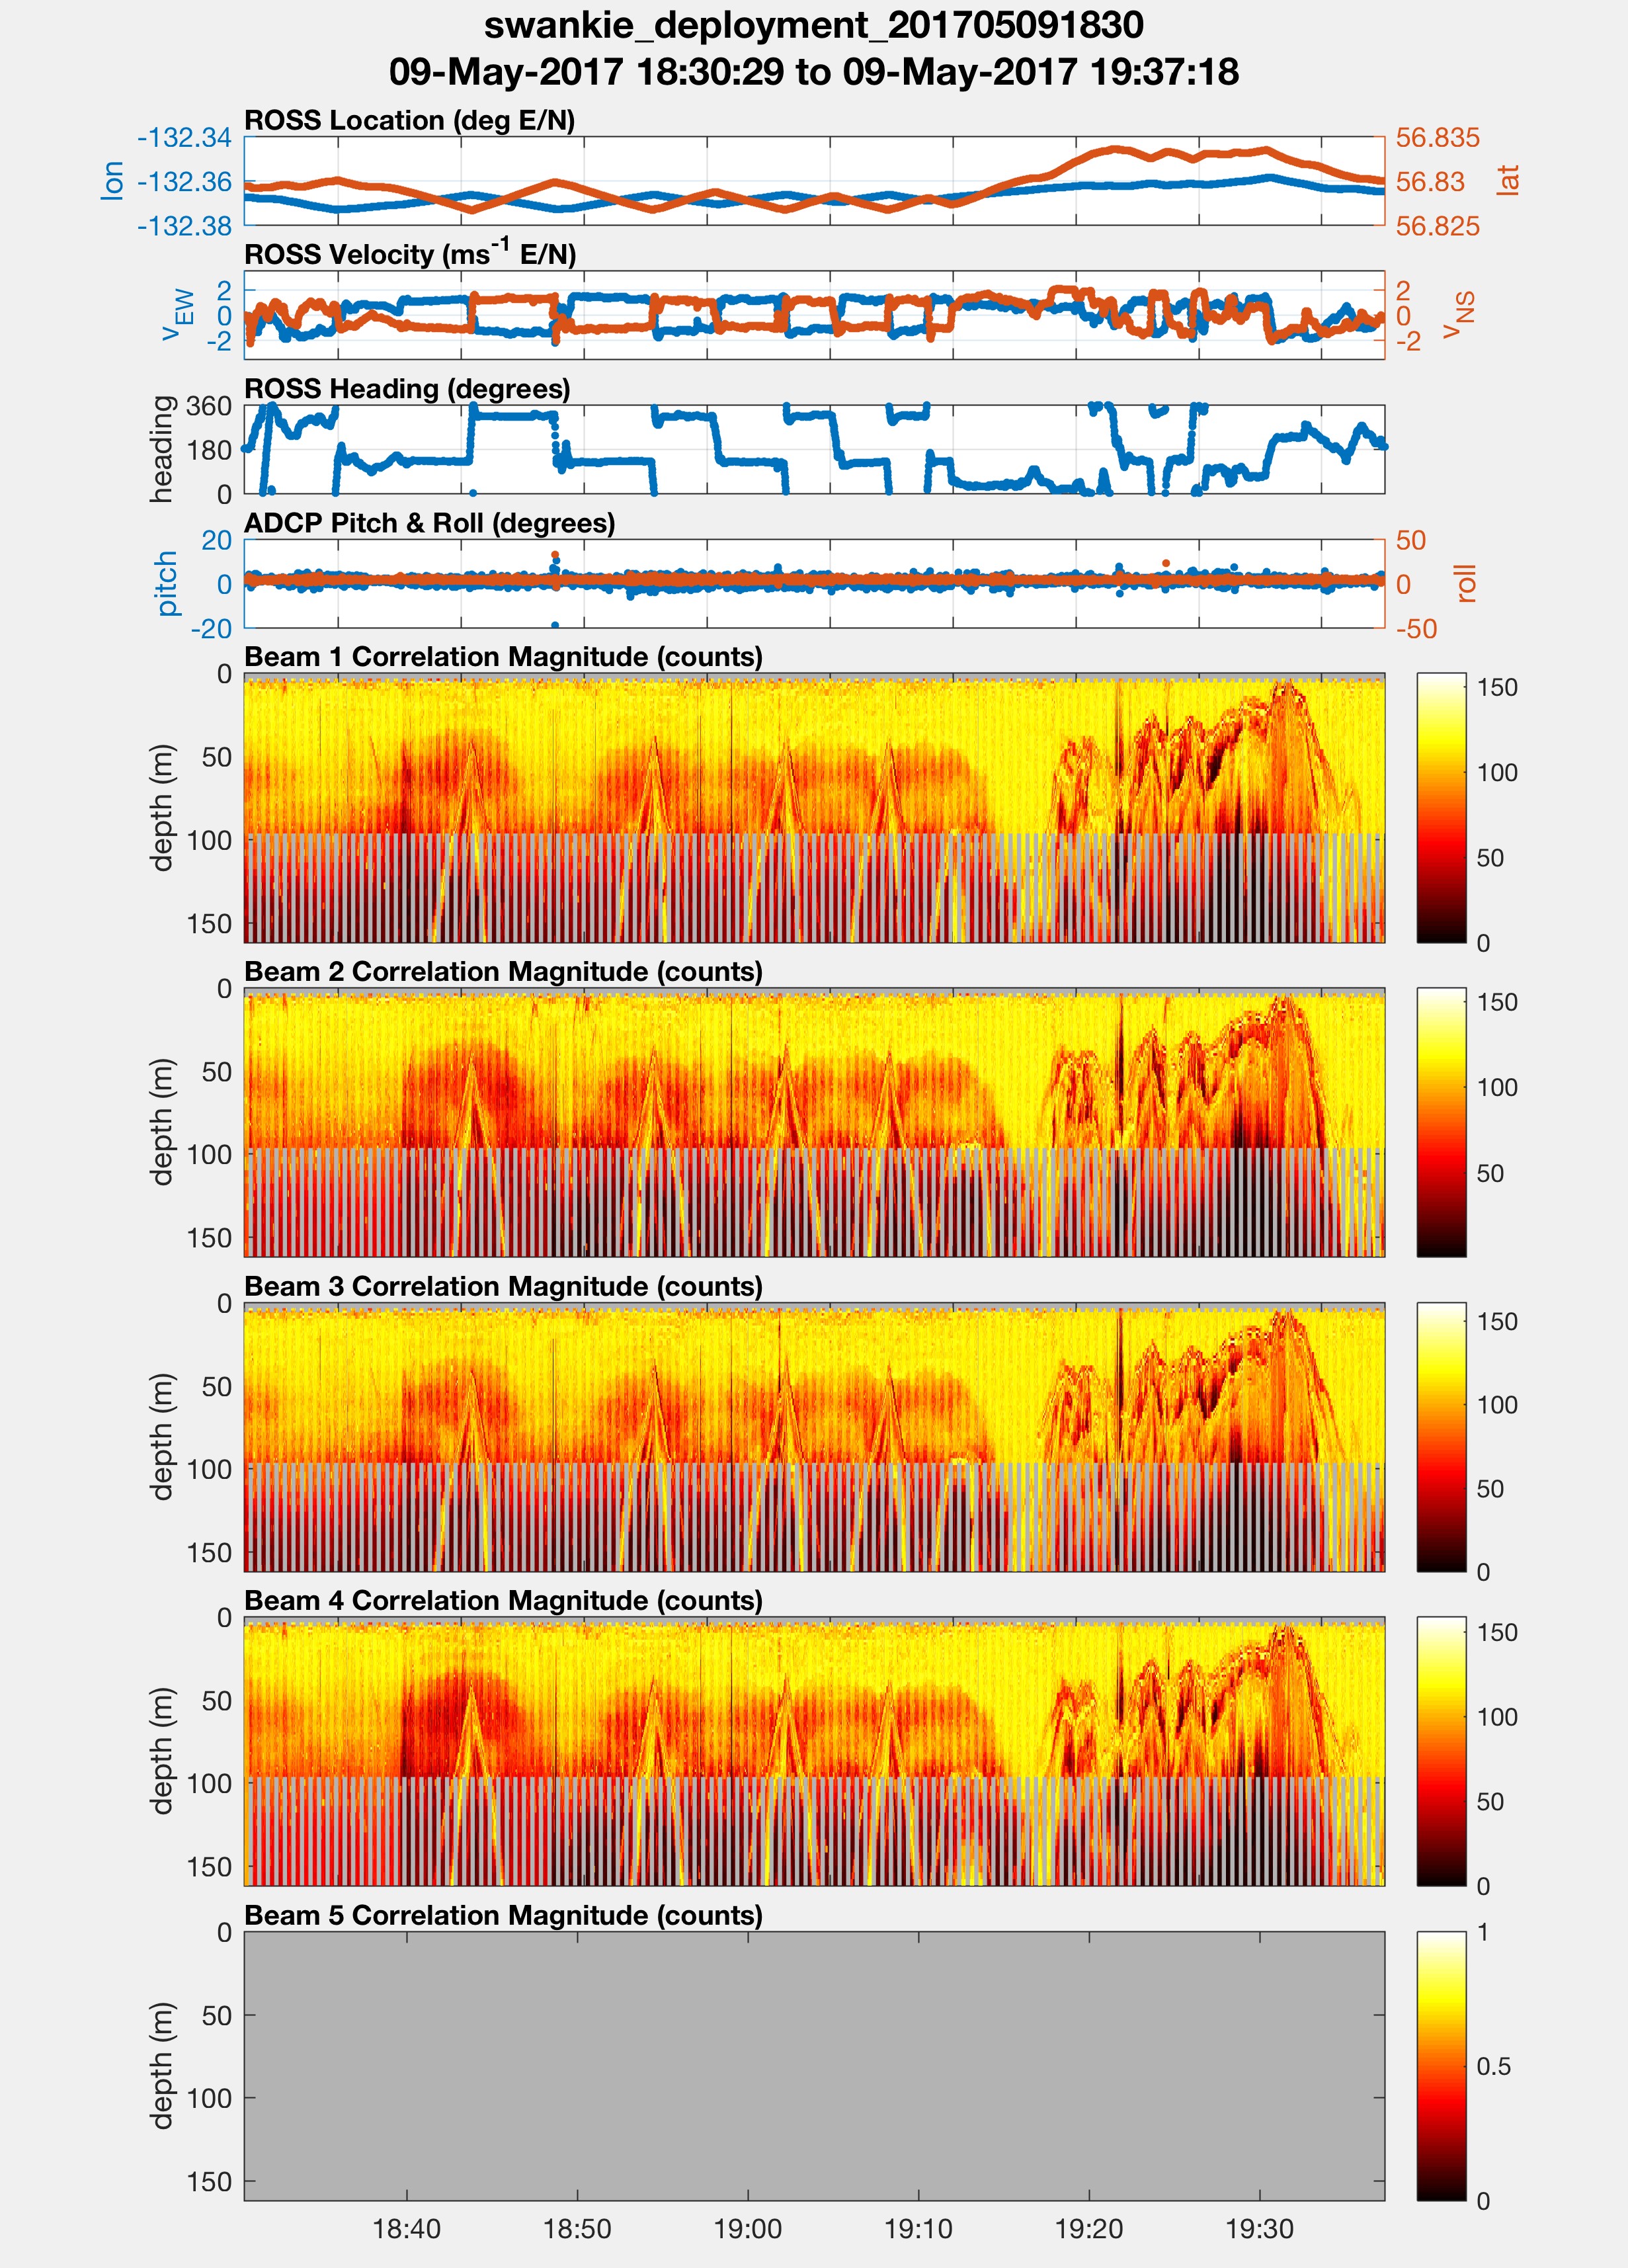 swankie_deployment_201705091830
09-May-2017 18:30:29 to 09-May-2017 19:37:18
ROSS Location (deg E/N)
-132.34
-132.36
-132.38
lon
56.835
56.83
56.825
lat
ROSS Velocity (ms-1 E/N)
2
0
-2
vEW
2
0
-2
vNS
ROSS Heading (degrees)
360
180
0
heading
ADCP Pitch & Roll (degrees)
20
0
-20
pitch
50
0
-50
roll
Beam 1 Correlation Magnitude (counts)
0
50
100
150
depth (m)
150
100
50
0
Beam 2 Correlation Magnitude (counts)
0
50
100
150
depth (m)
150
100
50
Beam 3 Correlation Magnitude (counts)
0
50
100
150
depth (m)
150
100
50
0
Beam 4 Correlation Magnitude (counts)
0
50
100
150
depth (m)
150
100
50
0
Beam 5 Correlation Magnitude (counts)
0
50
100
150
depth (m)
1
0.5
0
18:40 18:50 19:00 19:10 19:20 19:30